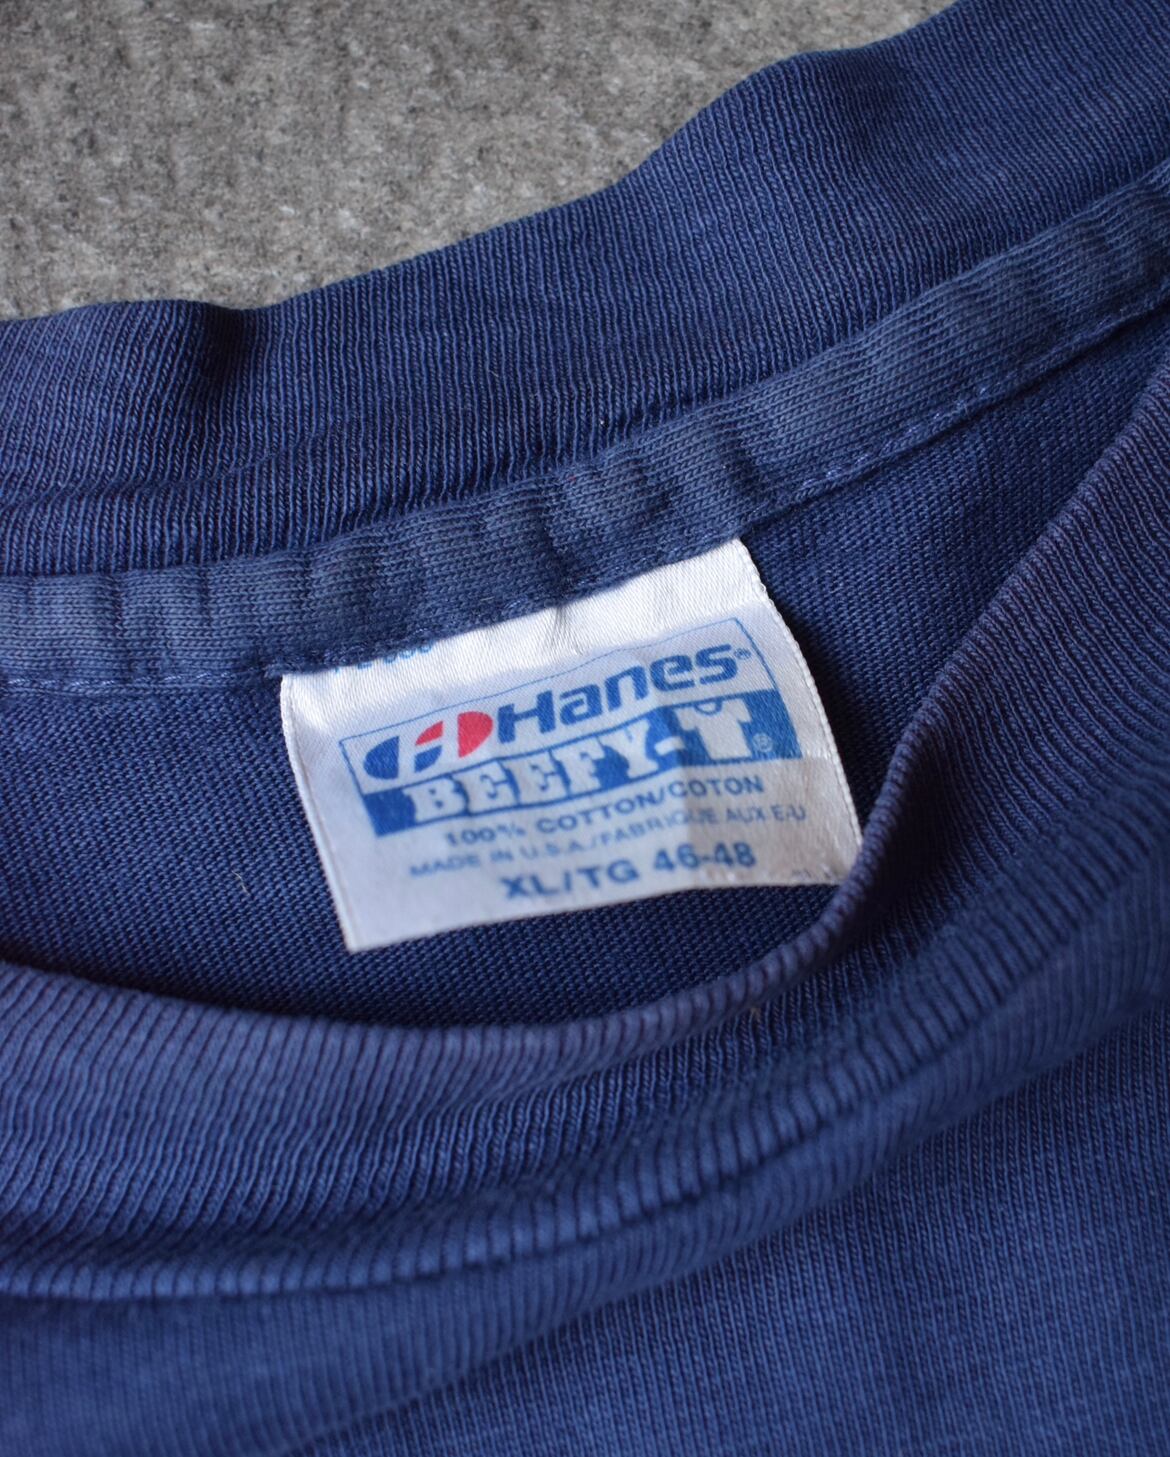 Hanes®
BEEFY-T®
100% COTTON/COTON
MADE IN U.S.A./FABRIQUE AUX E-U
XL/TG 46-48